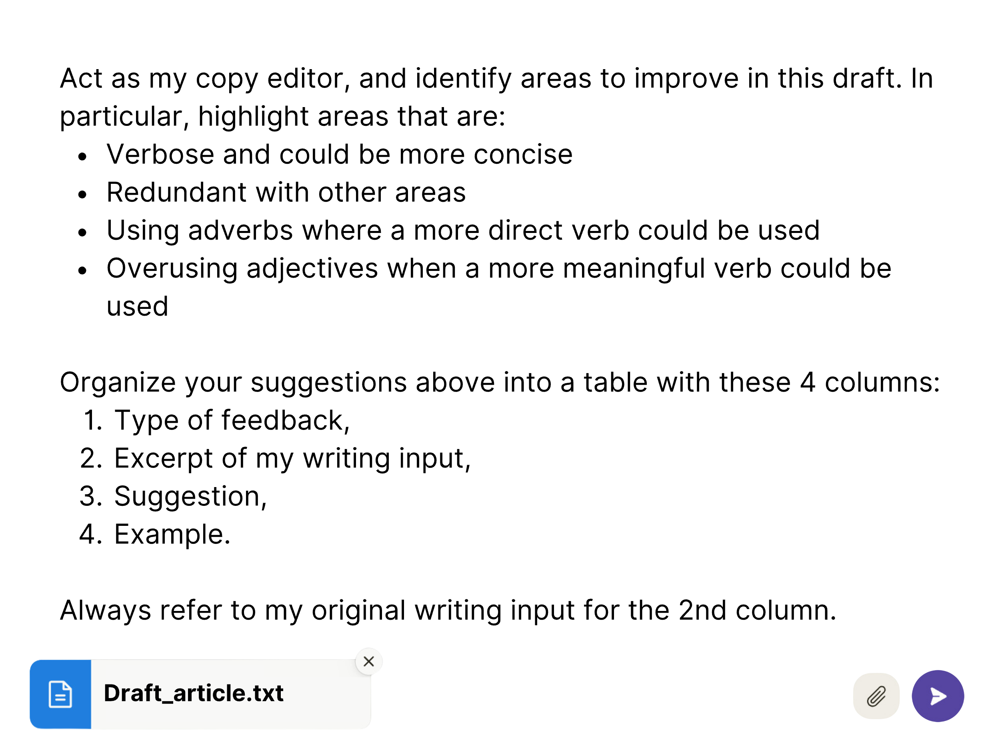 Act as my copy editor, and identify areas to improve in this draft. In
particular, highlight areas that are:
• Verbose and could be more concise
• Redundant with other areas
• Using adverbs where a more direct verb could be used
• Overusing adjectives when a more meaningful verb could be
used
Organize your suggestions above into a table with these 4 columns:
1. Type of feedback,
2. Excerpt of my writing input,
3. Suggestion,
4. Example.
Always refer to my original writing input for the 2nd column.
Draft_article.txt